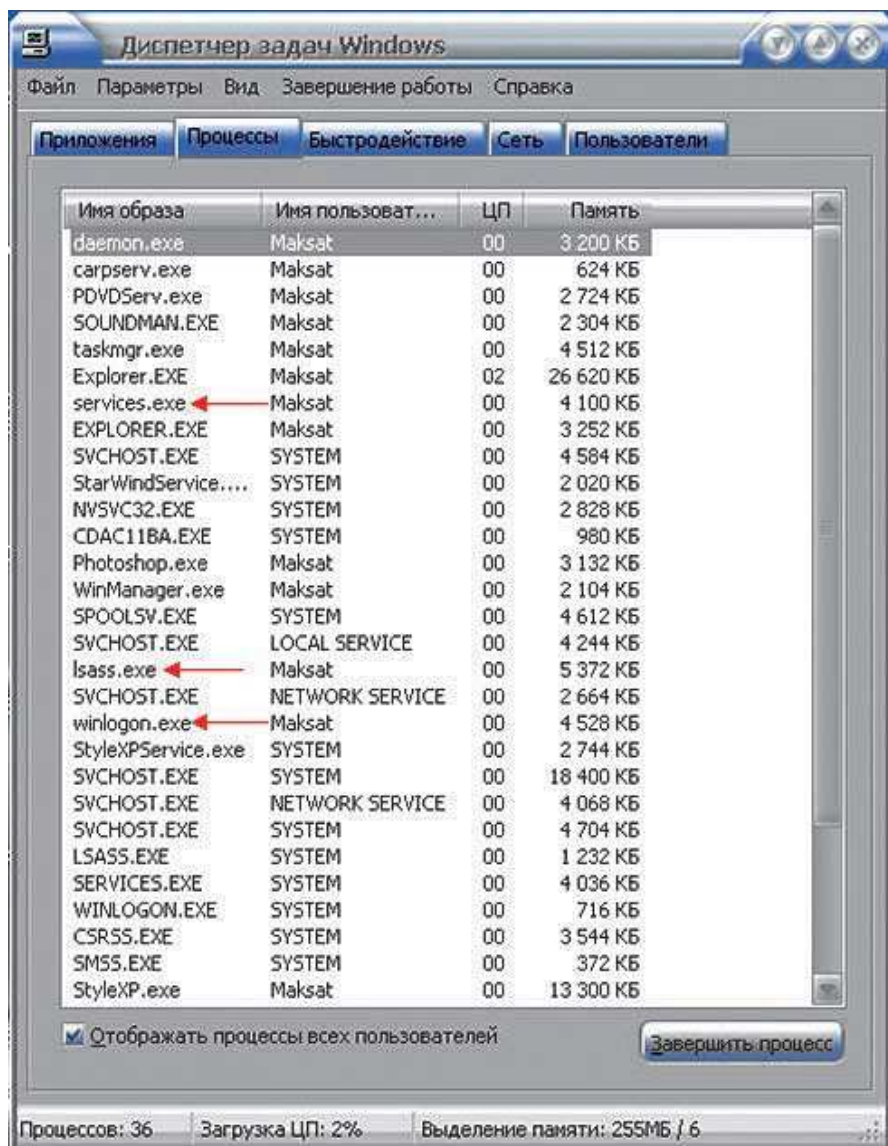 Диспетчер задач Windows
Файл Параметры Вид Завершение работы Справка
Приложения Процессы Быстродействие Сеть Пользователи
Имя образа Имя пользоват... ЦП Память
daemon.exe Maksat 00 3 200 КБ
carpserv.exe Maksat 00 624 КБ
PDVDServ.exe Maksat 00 2 724 КБ
SOUNDMAN.EXE Maksat 00 2 304 КБ
taskmgr.exe Maksat 00 4 512 КБ
Explorer.EXE Maksat 02 26 620 КБ
services.exe Maksat 00 4 100 КБ
EXPLORER.EXE Maksat 00 3 252 КБ
SVCHOST.EXE SYSTEM 00 4 584 КБ
StarWindService.... SYSTEM 00 2 020 КБ
NVSVC32.EXE SYSTEM 00 2 828 КБ
CDAC11BA.EXE SYSTEM 00 980 КБ
Photoshop.exe Maksat 00 3 132 КБ
WinManager.exe Maksat 00 2 104 КБ
SPOOLSV.EXE SYSTEM 00 4 612 КБ
SVCHOST.EXE LOCAL SERVICE 00 4 244 КБ
lsass.exe Maksat 00 5 372 КБ
SVCHOST.EXE NETWORK SERVICE 00 2 664 КБ
winlogon.exe Maksat 00 4 528 КБ
StyleXPService.exe SYSTEM 00 2 744 КБ
SVCHOST.EXE SYSTEM 00 18 400 КБ
SVCHOST.EXE NETWORK SERVICE 00 4 068 КБ
SVCHOST.EXE SYSTEM 00 4 704 КБ
LSASS.EXE SYSTEM 00 1 232 КБ
SERVICES.EXE SYSTEM 00 4 036 КБ
WINLOGON.EXE SYSTEM 00 716 КБ
CSRSS.EXE SYSTEM 00 3 544 КБ
SMSS.EXE SYSTEM 00 372 КБ
StyleXP.exe Maksat 00 13 300 КБ
Отображать процессы всех пользователей
Завершить процесс
Процессов: 36 Загрузка ЦП: 2% Выделение памяти: 255МБ / 6